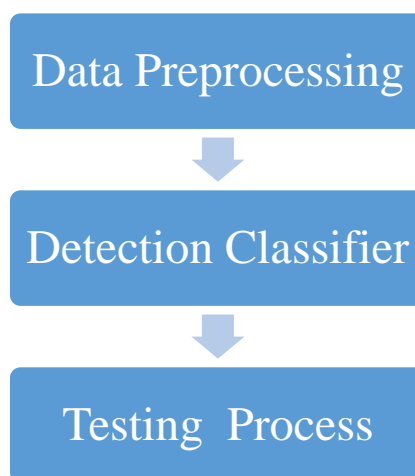 Data Preprocessing
Detection Classifier
Testing Process